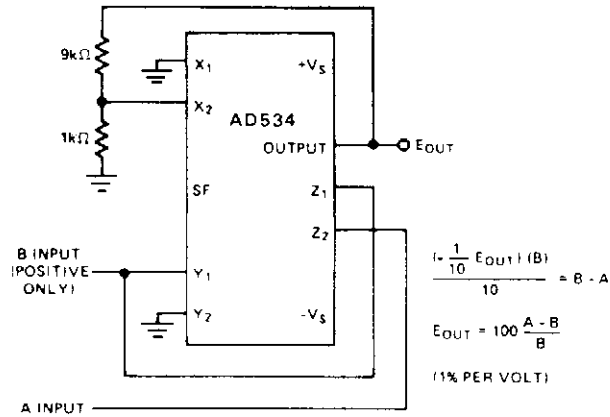 9kΩ
1kΩ
X1
X2
+VS
AD534
OUTPUT
EOUT
SF
Z1
Z2
B INPUT
(POSITIVE
ONLY)
Y1
Y2
-VS
A INPUT
(- 1/10 EOUT) (B)
10
= B - A
EOUT = 100 A - B
B
(1% PER VOLT)